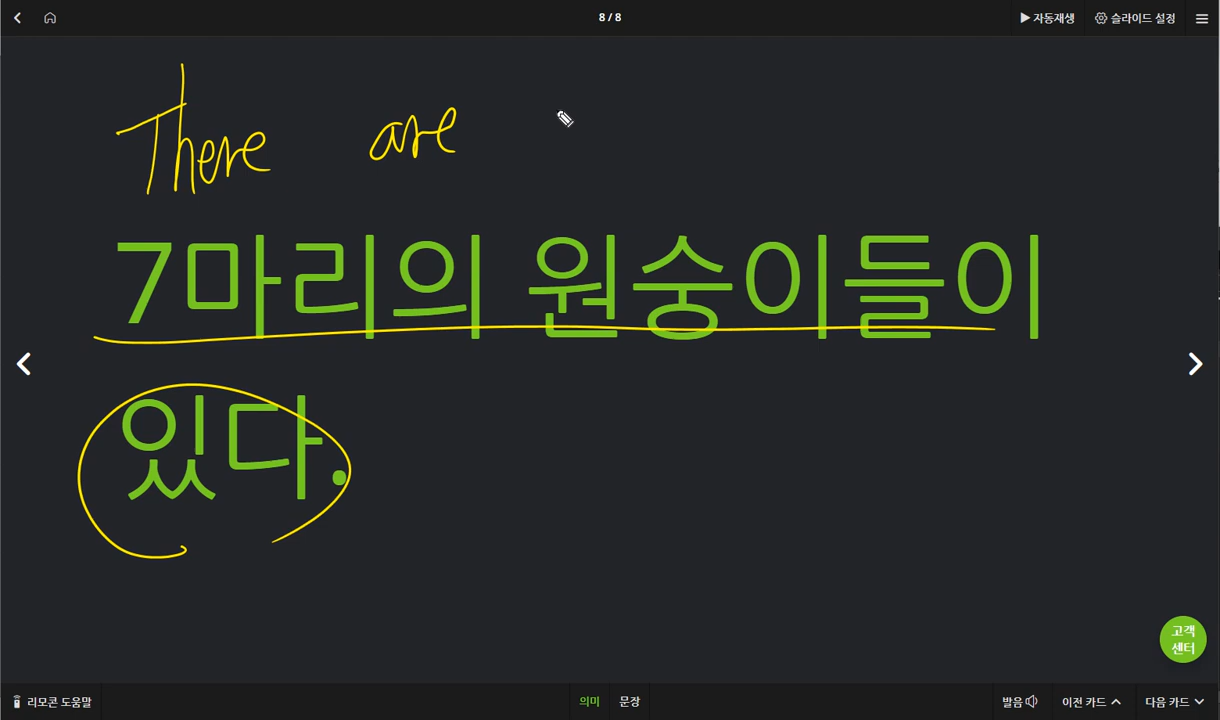 8 / 8
자동재생
슬라이드 설정
There are
7마리의 원숭이들이
있다.
고객
센터
리모콘 도움말
의미
문장
발음
이전 카드
다음 카드